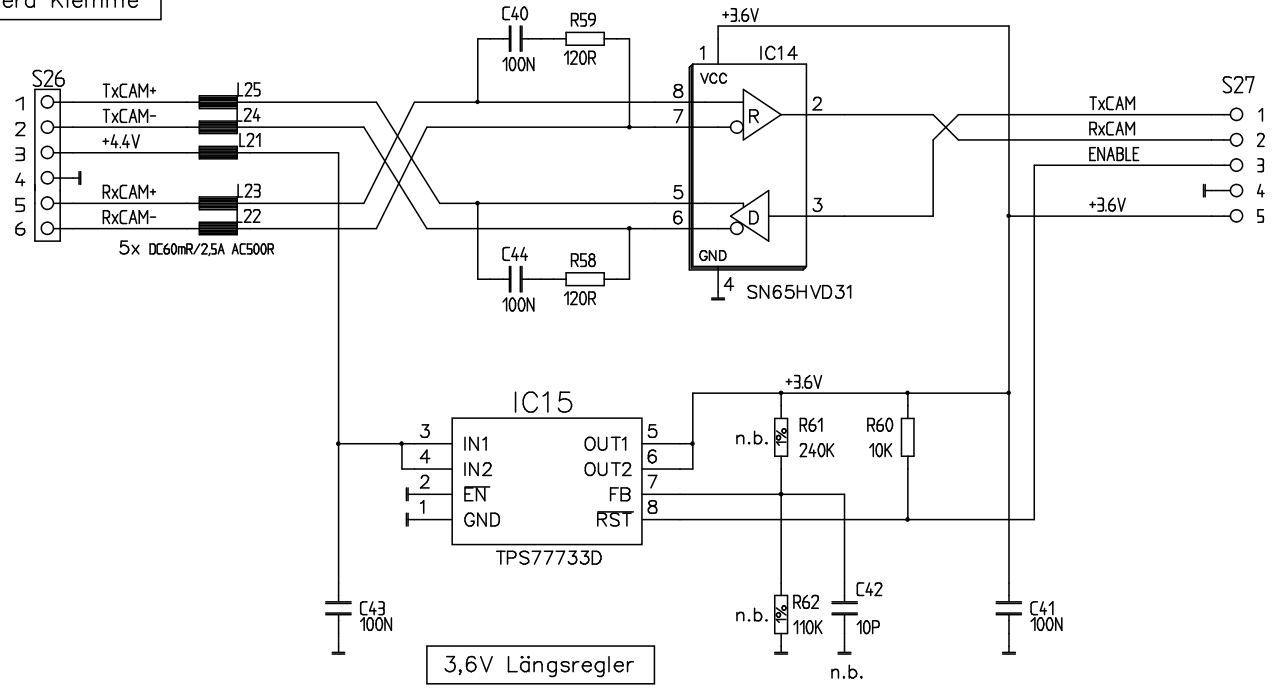 C40
R59
100N
120R
+3.6V
1
IC14
VCC
S26
1
TxCAM+
L25
2
TxCAM-
L24
3
+4.4V
L21
4
5
RxCAM+
L23
6
RxCAM-
L22
5x DC60mR/2,5A AC500R
8
7
R
2
5
6
D
3
GND
4
SN65HVD31
C44
R58
100N
120R
S27
TxCAM
1
RxCAM
2
ENABLE
3
4
+3.6V
5
IC15
3
IN1
OUT1
5
4
IN2
OUT2
6
2
EN
FB
7
1
GND
RST
8
TPS77733D
+3.6V
n.b.
1%
R61
240K
R60
10K
C43
100N
n.b.
1%
R62
110K
C42
10P
n.b.
C41
100N
3,6V Längsregler